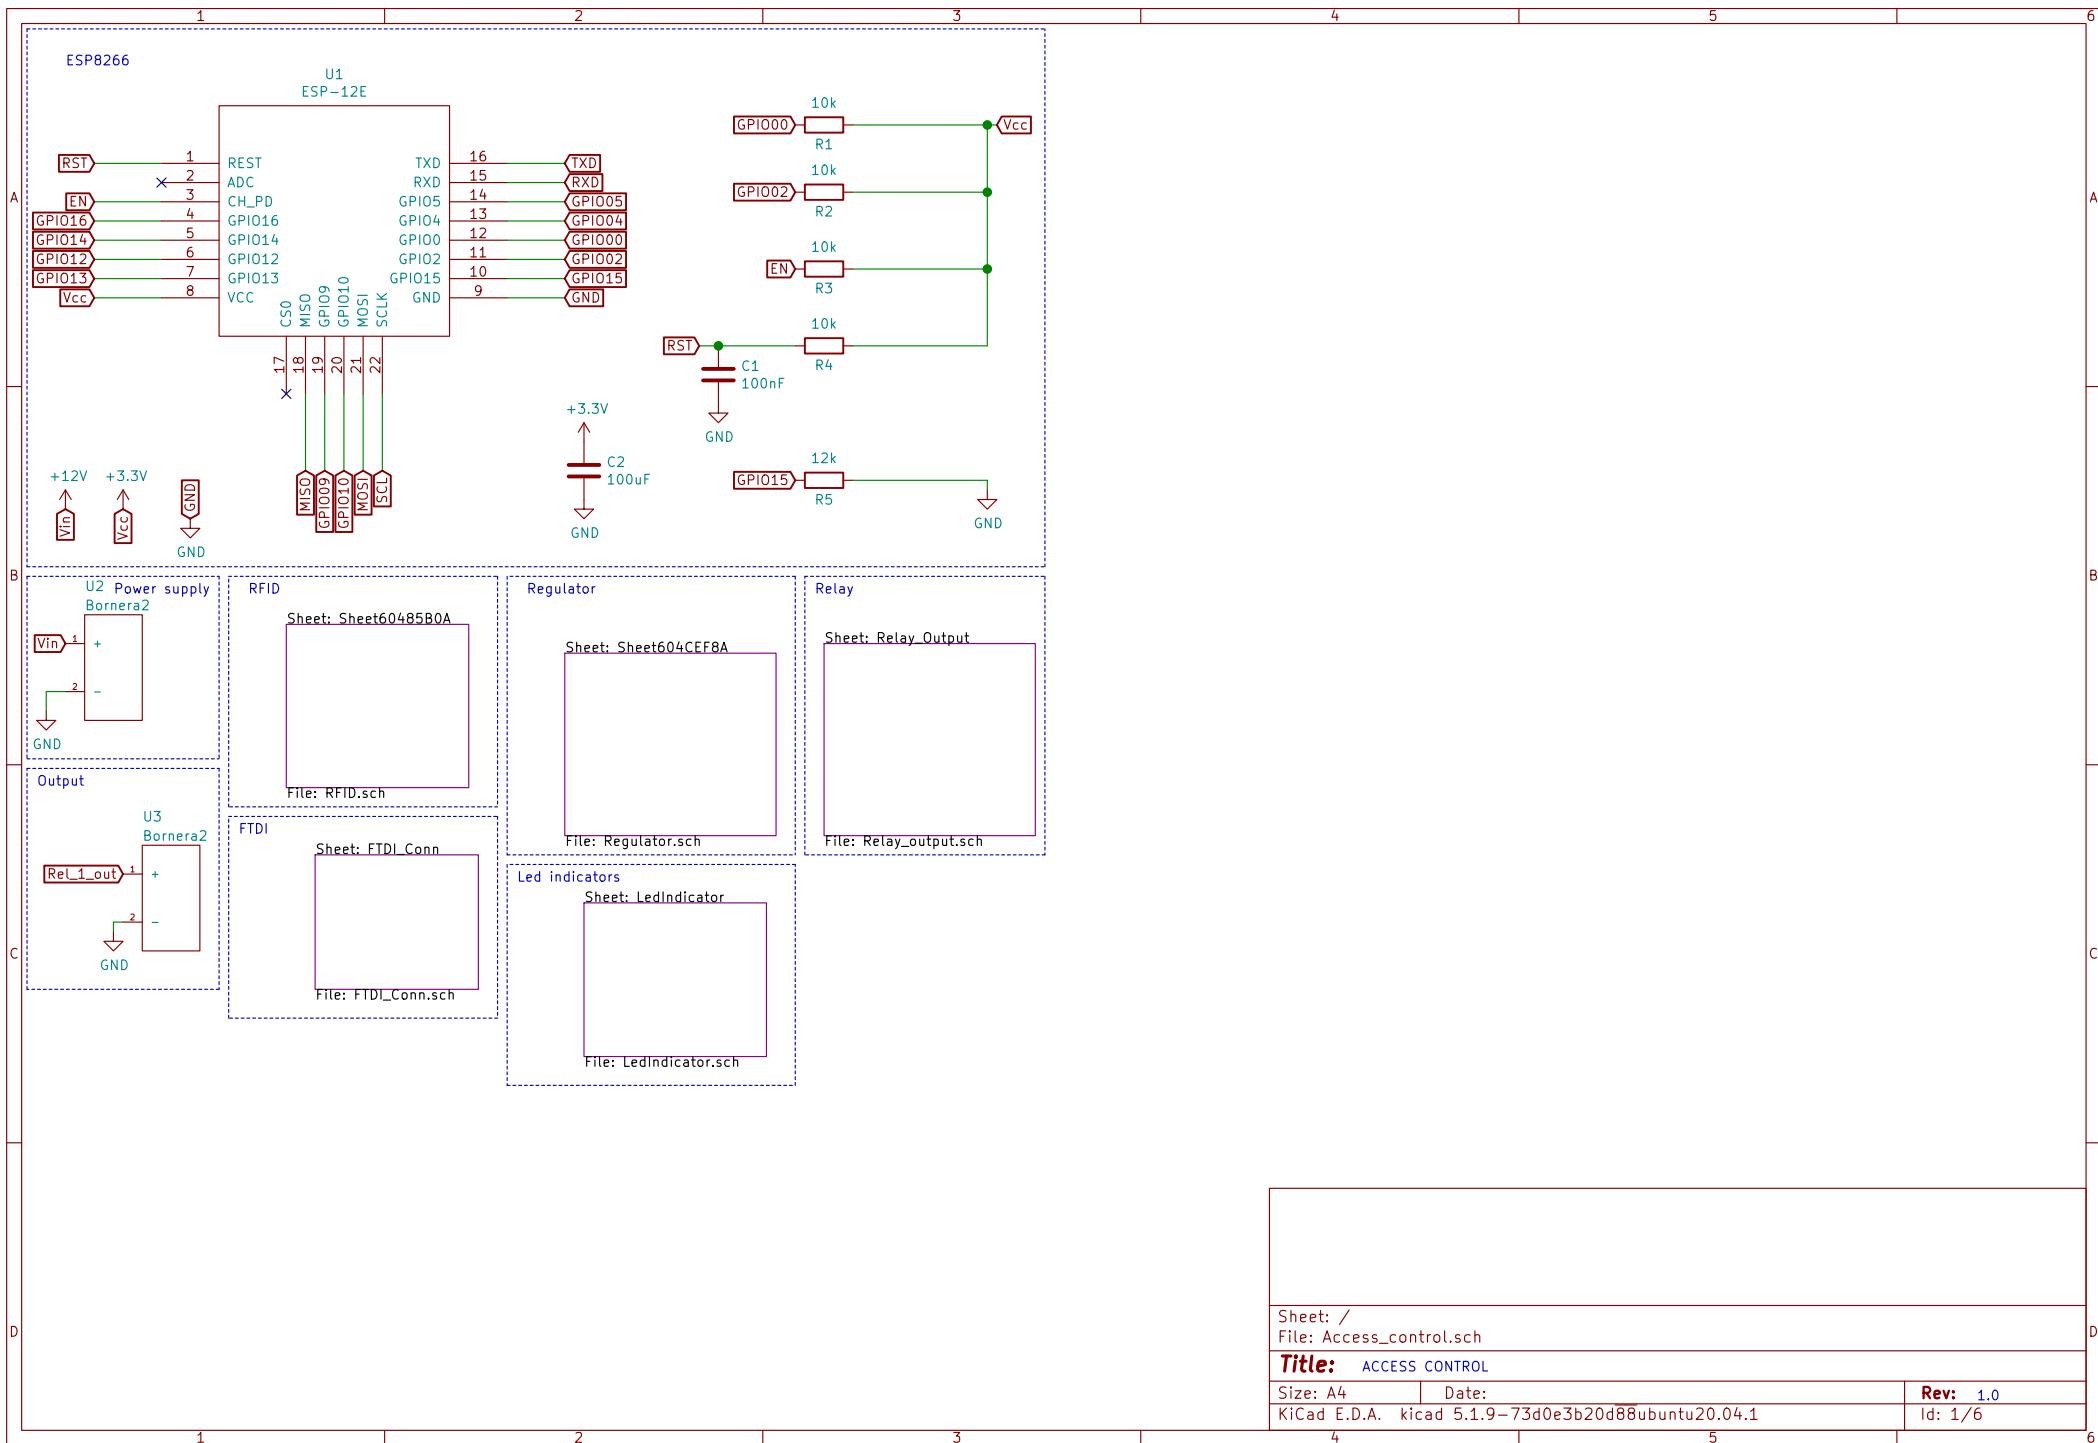 1 2 3 4 5 6
A A
B B
C C
D D
ESP8266
U1
ESP-12E
RST 1 REST
2 ADC
EN 3 CH_PD
GPIO16 4 GPIO16
GPIO14 5 GPIO14
GPIO12 6 GPIO12
GPIO13 7 GPIO13
Vcc 8 VCC
TXD 16 TXD
RXD 15 RXD
GPIO5 14 GPIO05
GPIO4 13 GPIO04
GPIO0 12 GPIO00
GPIO2 11 GPIO02
GPIO15 10 GPIO15
GND 9 GND
CS0 17
MISO 18 MISO
GPIO9 19 GPIO09
GPIO10 20 GPIO10
MOSI 21 MOSI
SCLK 22 SCL
10k
GPIO00 Vcc
R1
10k
GPIO02
R2
10k
EN
R3
10k
RST
R4
C1
100nF
GND
+3.3V
C2
100uF
GND
12k
GPIO15
R5
GND
+12V
Vin
+3.3V
Vcc
GND
GND
Power supply
U2
Bornera2
Vin 1 +
2 -
GND
Output
U3
Bornera2
Rel_1_out 1 +
2 -
GND
RFID
Sheet: Sheet60485B0A
File: RFID.sch
FTDI
Sheet: FTDI_Conn
File: FTDI_Conn.sch
Regulator
Sheet: Sheet604CEF8A
File: Regulator.sch
Relay
Sheet: Relay_Output
File: Relay_output.sch
Led indicators
Sheet: LedIndicator
File: LedIndicator.sch
Sheet: /
File: Access_control.sch
Title: ACCESS CONTROL
Size: A4 Date: Rev: 1.0
KiCad E.D.A. kicad 5.1.9-73d0e3b20d88ubuntu20.04.1 Id: 1/6
1 2 3 4 5 6